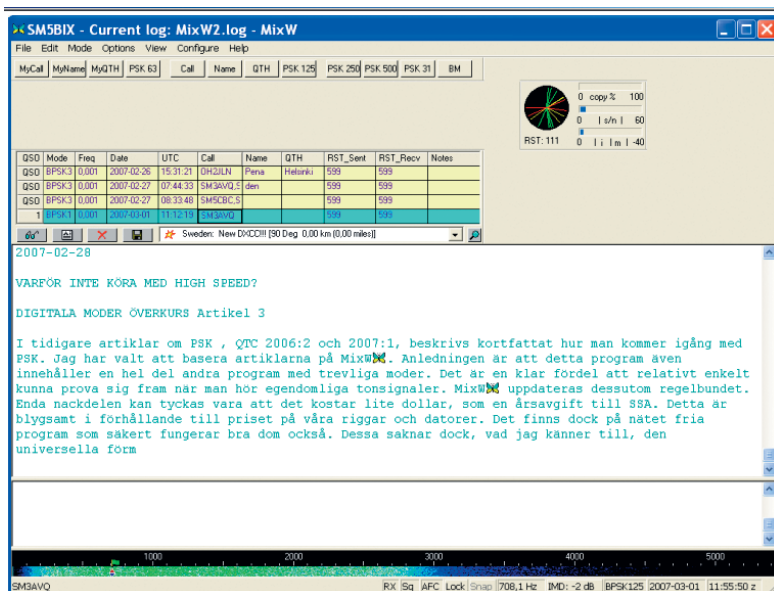 SM5BIX - Current log: MixW2.log - MixW
File Edit Mode Options View Configure Help
MyCall MyName MyQTH PSK 63 Call Name QTH PSK 125 PSK 250 PSK 500 PSK 31 BM
0 copy % 100
0 | s/n | 60
RST: 111 0 | i | m | -40
QSO Mode Freq Date UTC Call Name QTH RST_Sent RST_Recv Notes
QSO BPSK3 0,001 2007-02-26 15:31:21 OH2JLN Pena Helsinki 599 599
QSO BPSK3 0,001 2007-02-27 07:44:33 SM3AVQ,S den 599 599
QSO BPSK3 0,001 2007-02-27 08:33:48 SM5CBC,S 599 599
1 BPSK1 0,001 2007-03-01 11:12:19 SM3AVQ 599 599
Sweden: New DXCC!!! [90 Deg 0,00 km (0,00 miles)]
2007-02-28
VARFÖR INTE KÖRA MED HIGH SPEED?
DIGITALA MODER ÖVERKURS Artikel 3
I tidigare artiklar om PSK , QTC 2006:2 och 2007:1, beskrivs kortfattat hur man kommer igång med
PSK. Jag har valt att basera artiklarna på MixW. Anledningen är att detta program även
innehåller en hel del andra program med trevliga moder. Det är en klar fördel att relativt enkelt
kunna prova sig fram när man hör egendomliga tonsignaler. MixW uppdateras dessutom regelbundet.
Enda nackdelen kan tyckas vara att det kostar lite dollar, som en årsavgift till SSA. Detta är
blygsamt i förhållande till priset på våra riggar och datorer. Det finns dock på nätet fria
program som säkert fungerar bra dom också. Dessa saknar dock, vad jag känner till, den
universella förm
1000 2000 3000 4000 5000
SM3AVQ RX Sq AFC Lock Snap 708,1 Hz IMD: -2 dB BPSK125 2007-03-01 11:55:50 z